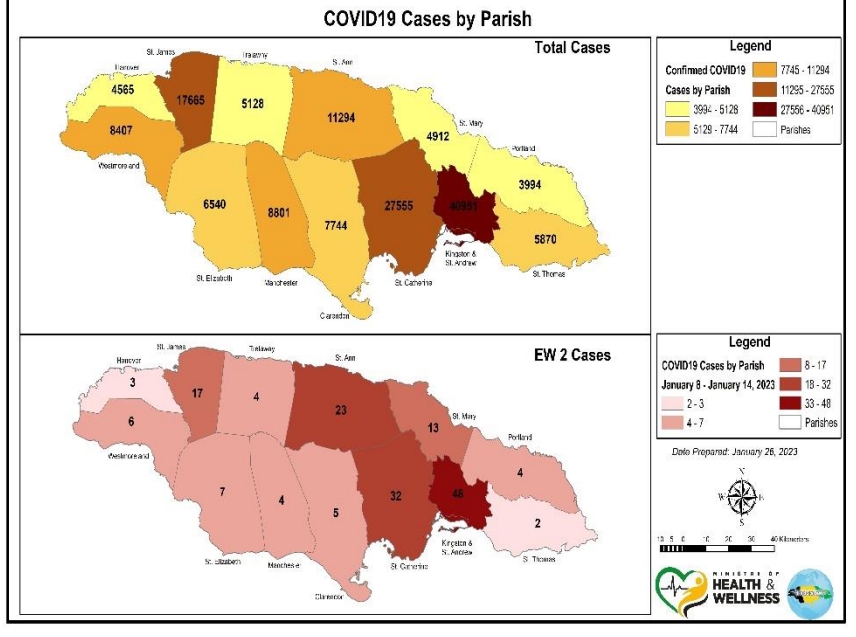 COVID19 Cases by Parish
Total Cases
St. James
Trelawny
St. Ann
Hanover
4565
17665
5128
11294
St. Mary
4912
8407
Portland
Westmoreland
3994
6540
8801
7744
27555
40951
5870
Kingston &
St. Andrew
St. Thomas
St. Elizabeth
Manchester
St. Catherine
Clarendon
Legend
Confirmed COVID19
Cases by Parish
3994 - 5128
5129 - 7744
7745 - 11294
11295 - 27555
27556 - 40951
Parishes
EW 2 Cases
St. James
Trelawny
St. Ann
Hanover
3
17
4
23
St. Mary
13
6
Portland
Westmoreland
4
7
4
5
32
48
2
Kingston &
St. Andrew
St. Thomas
St. Elizabeth
Manchester
St. Catherine
Clarendon
Legend
COVID19 Cases by Parish
January 8 - January 14, 2023
2 - 3
4 - 7
8 - 17
18 - 32
33 - 48
Parishes
Date Prepared: January 26, 2023
N
W E
S
10 5 0 10 20 30 40 Kilometers
MINISTRY OF
HEALTH &
WELLNESS